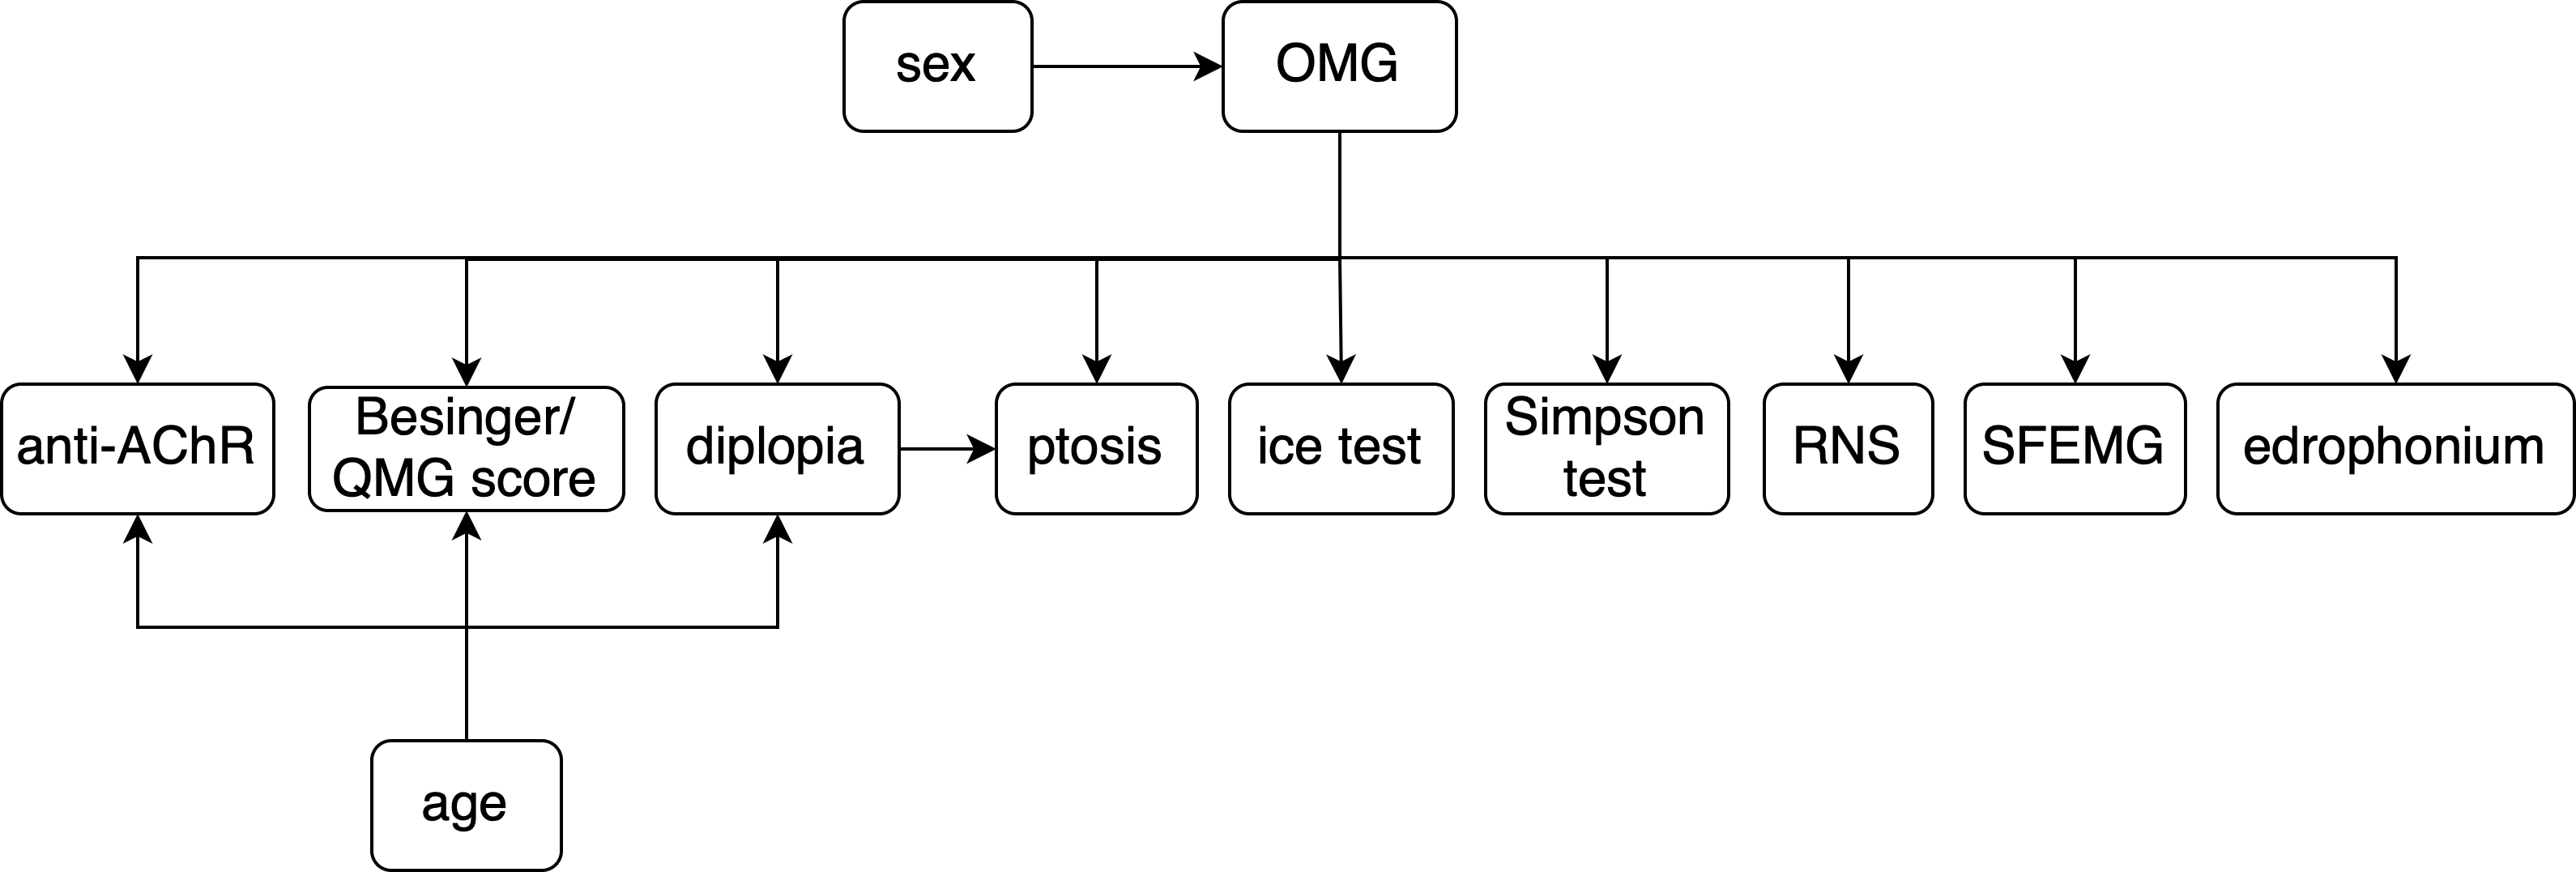 sex
OMG
anti-AChR
Besinger/
QMG score
diplopia
ptosis
ice test
Simpson
test
RNS
SFEMG
edrophonium
age